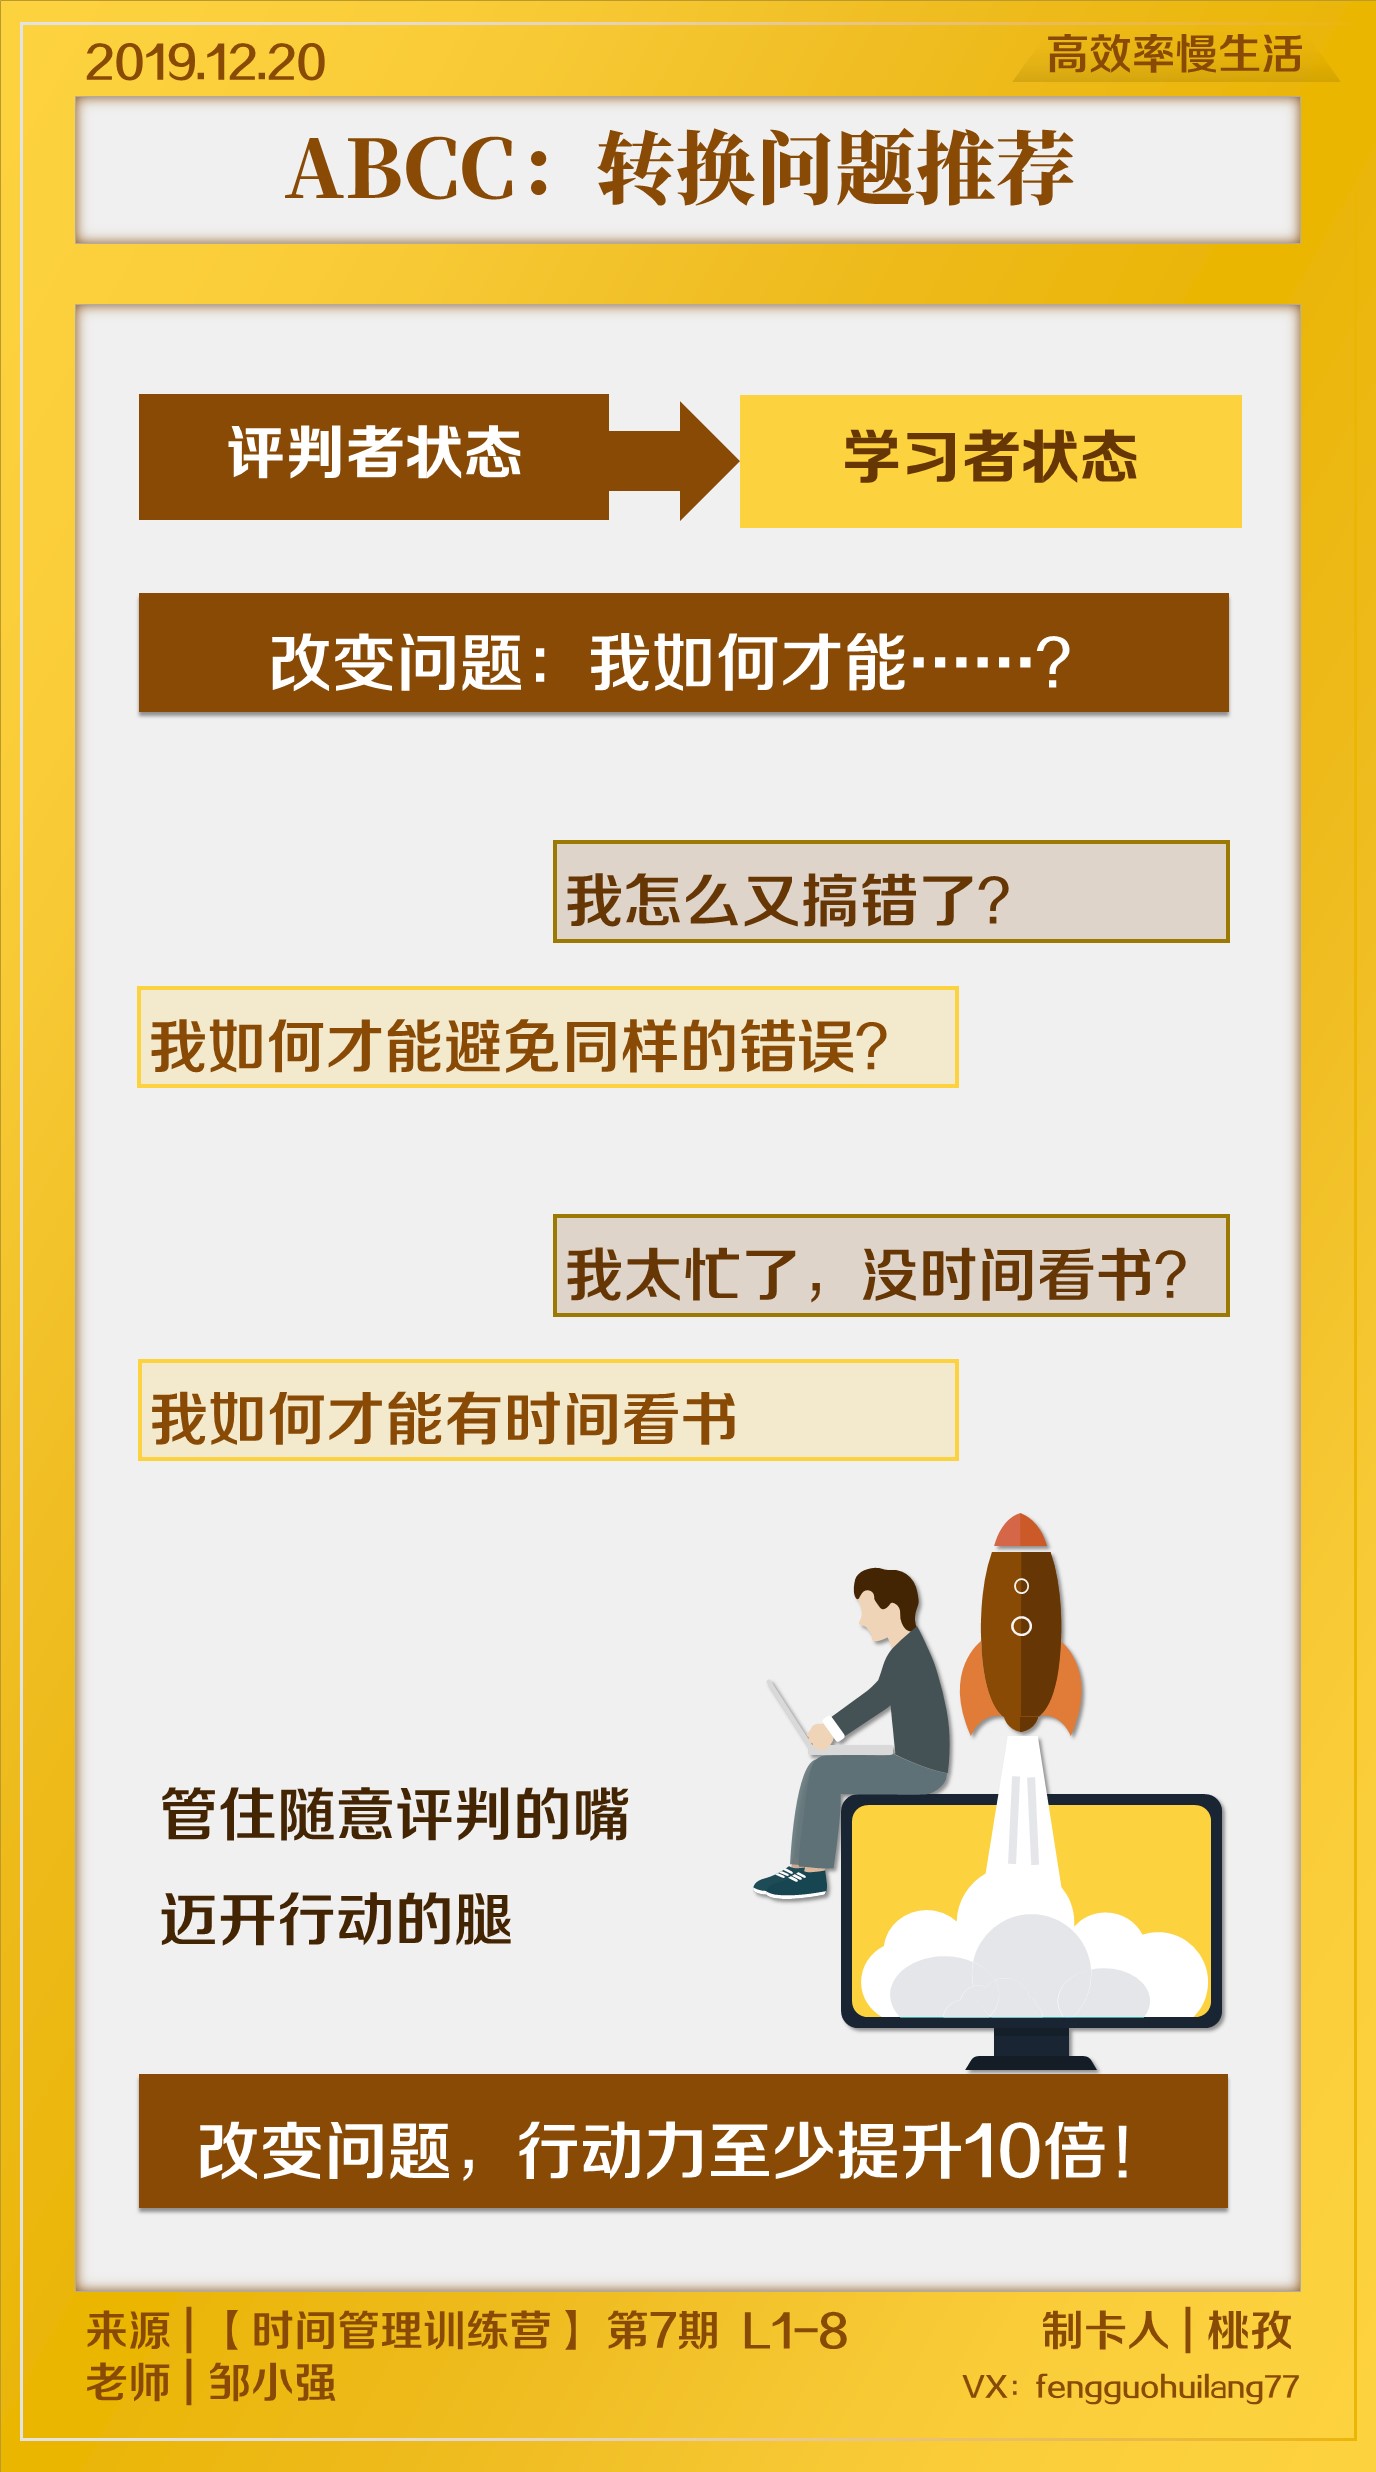 2019.12.20
高效率慢生活
ABCC：转换问题推荐
评判者状态
学习者状态
改变问题：我如何才能……?
我怎么又搞错了?
我如何才能避免同样的错误?
我太忙了，没时间看书?
我如何才能有时间看书
管住随意评判的嘴
迈开行动的腿
改变问题，行动力至少提升10倍！
来源｜【时间管理训练营】第7期 L1-8
制卡人｜桃孜
老师｜邹小强
VX：fengguohuilang77